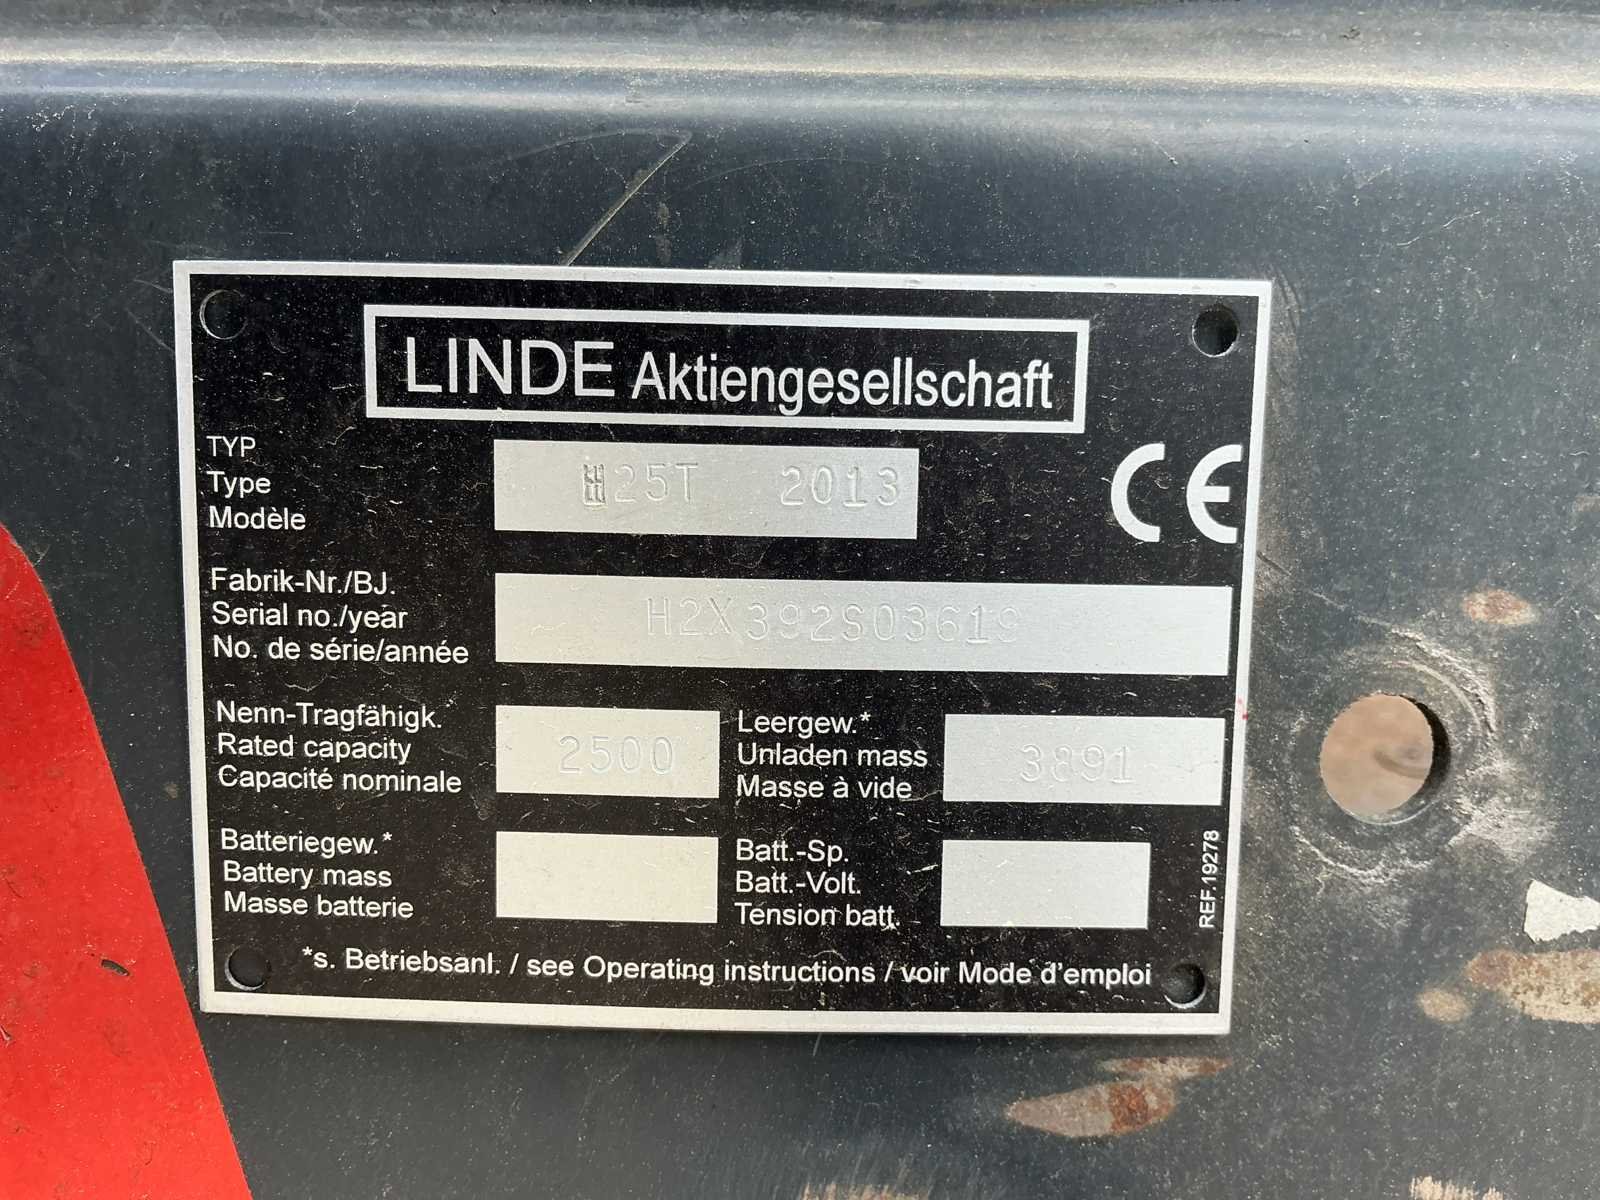 LINDE Aktiengesellschaft
TYP
Type
Modèle
H25T 2013
CE
Fabrik-Nr./BJ.
Serial no./year
No. de série/année
H2X392S03619
Nenn-Tragfähigk.
Rated capacity
Capacité nominale
2500
Leergew.*
Unladen mass
Masse à vide
3891
Batteriegew.*
Battery mass
Masse batterie
Batt.-Sp.
Batt.-Volt.
Tension batt.
REF.19278
*s. Betriebsanl. / see Operating instructions / voir Mode d'emploi